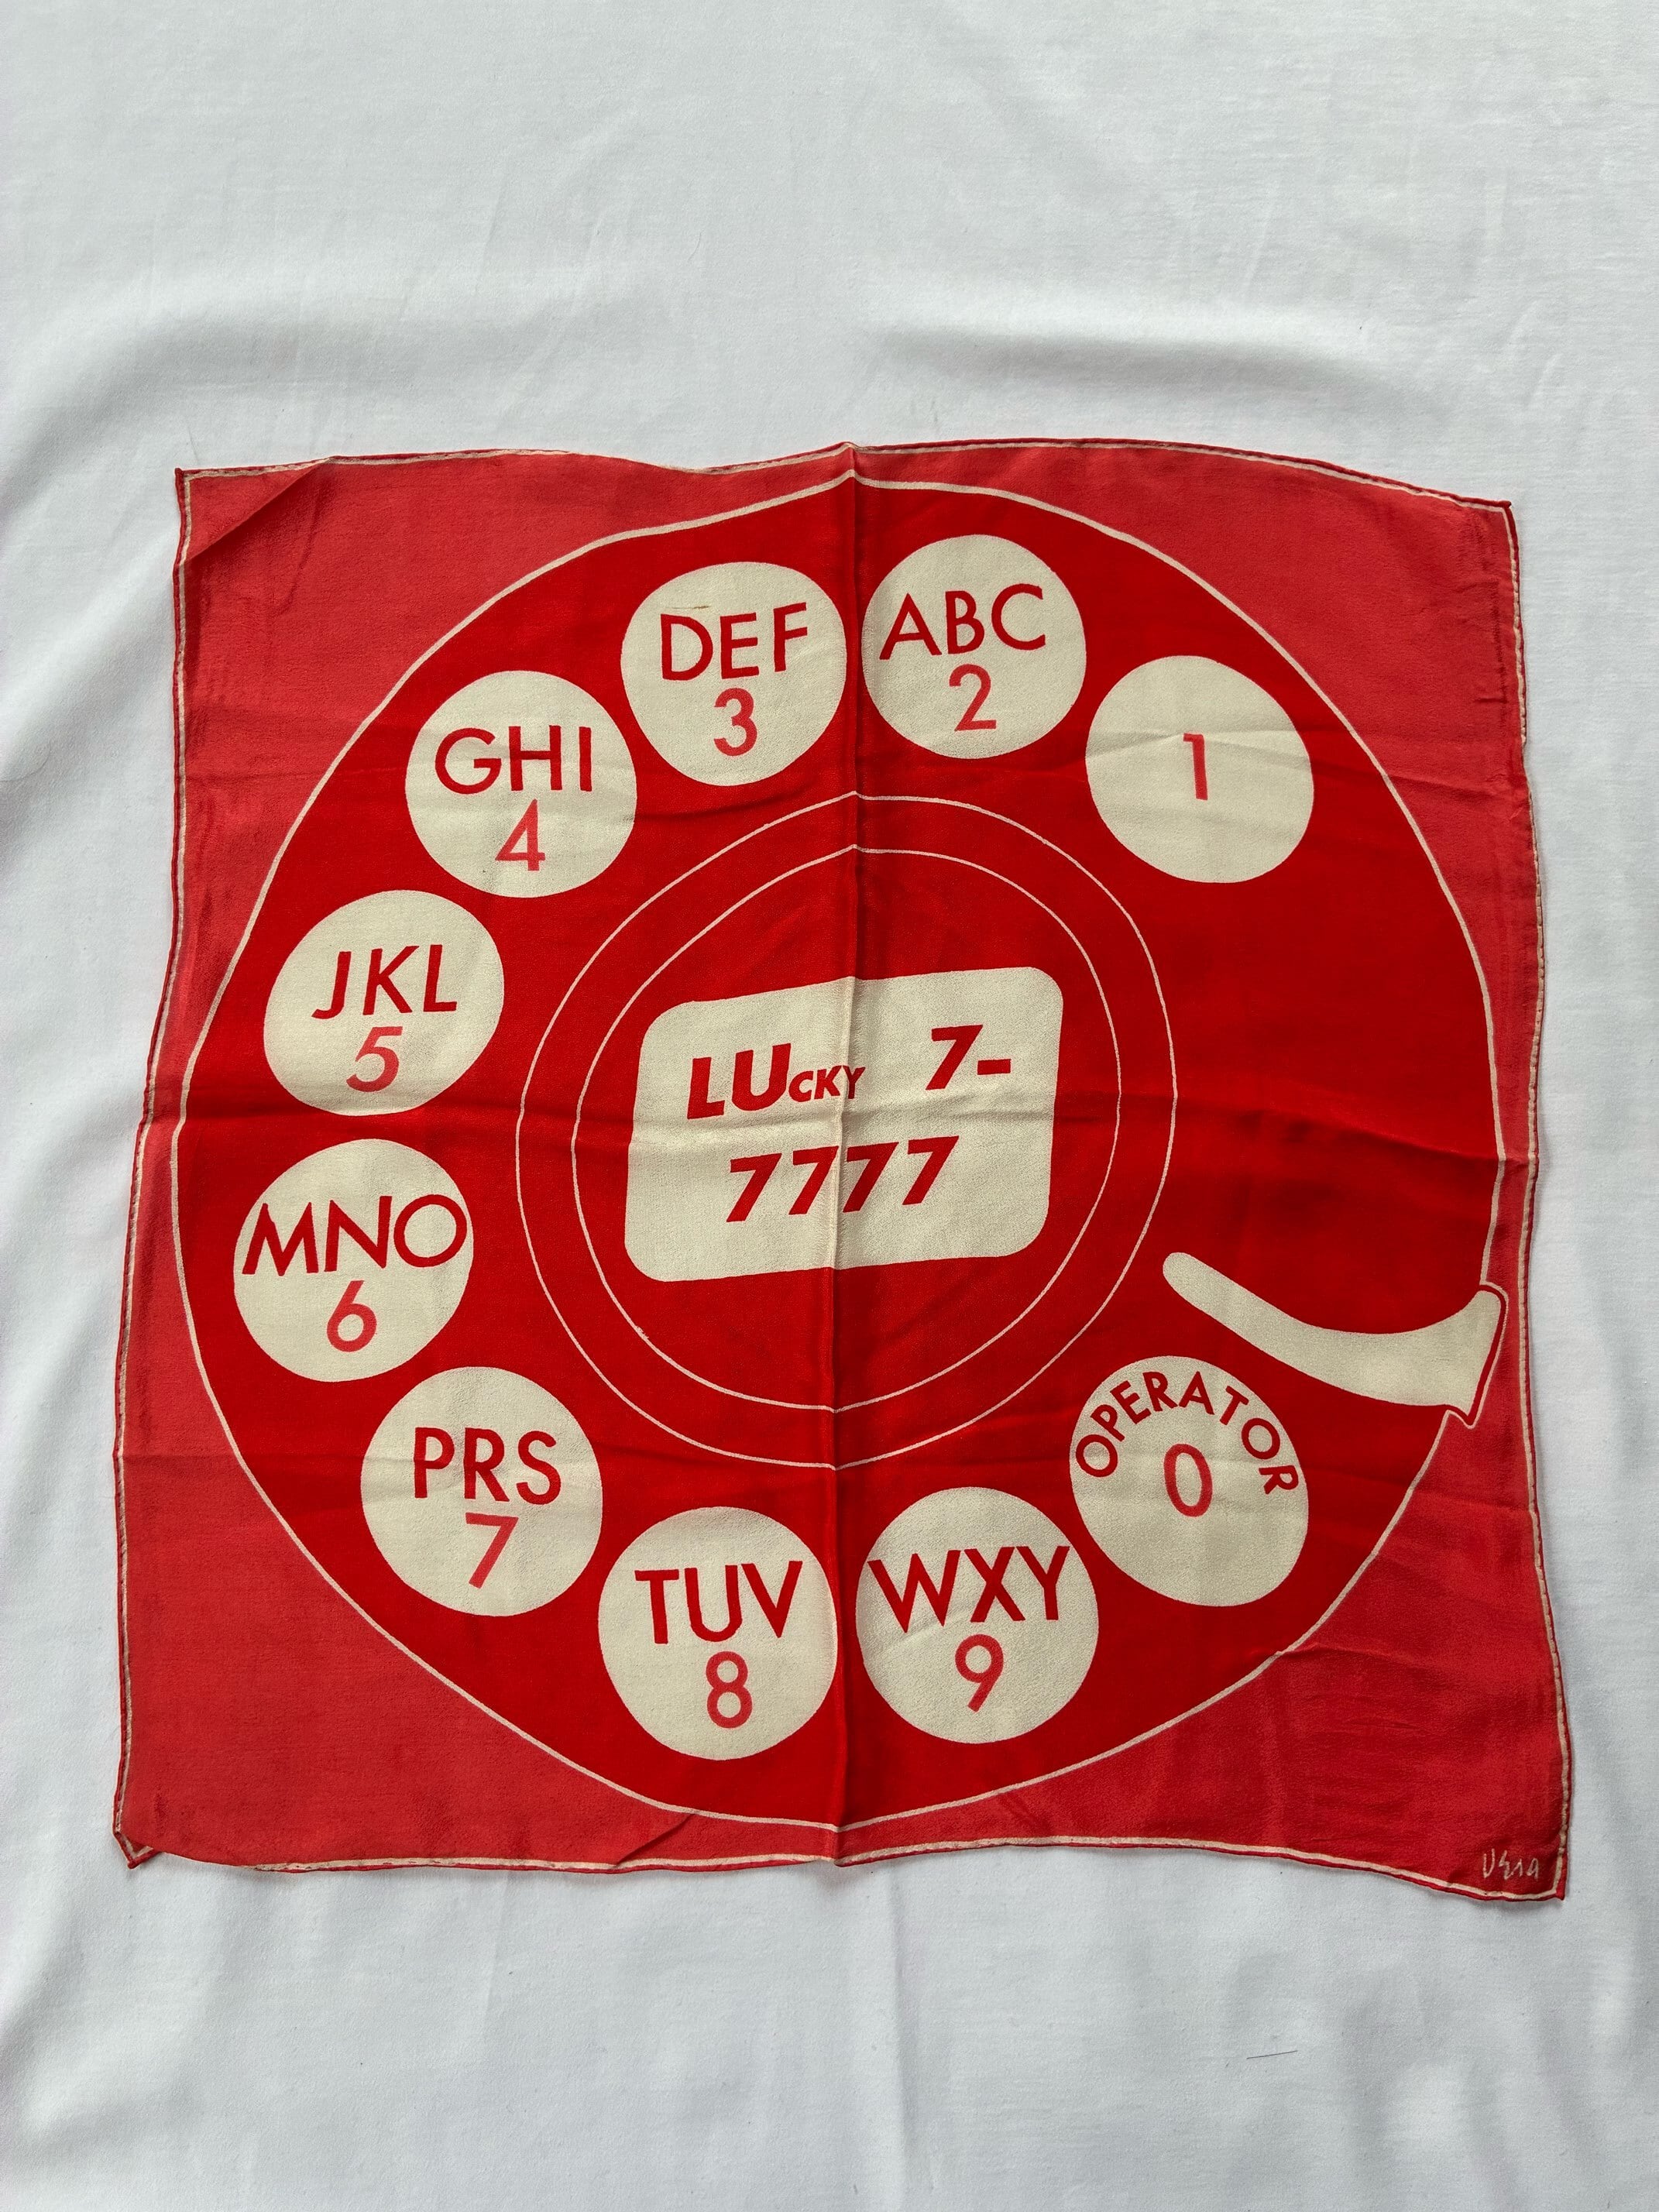 DEF
3
ABC
2
1
GHI
4
JKL
5
MNO
6
PRS
7
TUV
8
WXY
9
OPERATOR
0
LUCKY 7-
7777
Vera